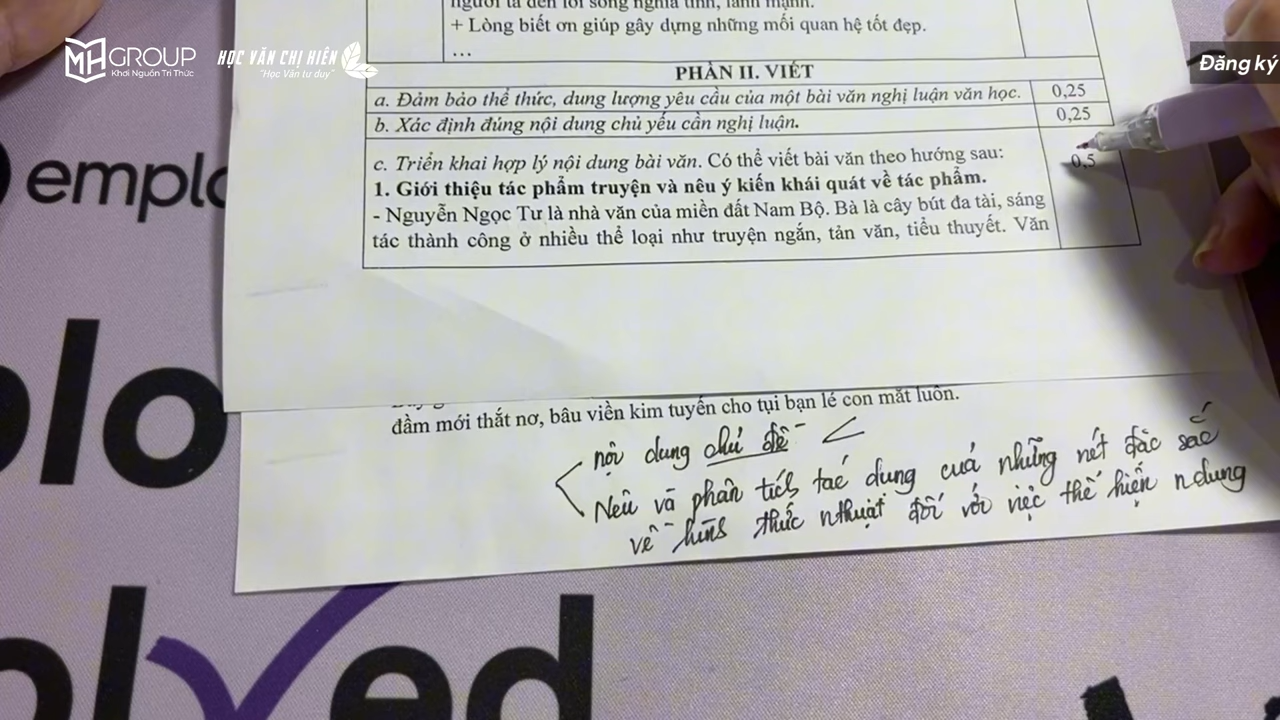 MH GROUP
Khơi Nguồn Tri Thức
HỌC VĂN CHỊ HIÊN
"Học Văn tư duy"
Đăng ký
người ta đến lối sống nghĩa tình, lành mạnh.
+ Lòng biết ơn giúp gây dựng những mối quan hệ tốt đẹp.
…
PHẦN II. VIẾT
a. Đảm bảo thể thức, dung lượng yêu cầu của một bài văn nghị luận văn học. 0,25
b. Xác định đúng nội dung chủ yếu cần nghị luận. 0,25
c. Triển khai hợp lý nội dung bài văn. Có thể viết bài văn theo hướng sau: 0,5
1. Giới thiệu tác phẩm truyện và nêu ý kiến khái quát về tác phẩm.
- Nguyễn Ngọc Tư là nhà văn của miền đất Nam Bộ. Bà là cây bút đa tài, sáng
tác thành công ở nhiều thể loại như truyện ngắn, tản văn, tiểu thuyết. Văn
đầm mới thắt nơ, bâu viền kim tuyến cho tụi bạn lé con mắt luôn.
nội dung chủ đề
Nêu và phân tích tác dụng của những nét đặc sắc
về hình thức nthuật đối với việc thể hiện ndung
emplo
plo
plved